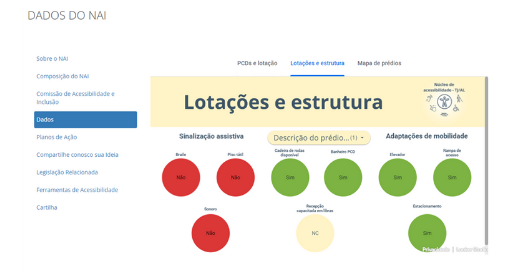 DADOS DO NAI
Sobre o NAI
Composição do NAI
Comissão de Acessibilidade e
Inclusão
Dados
Planos de Ação
Compartilhe conosco sua Ideia
Legislação Relacionada
Ferramentas de Acessibilidade
Cartilha
PCDs e lotação
Lotações e estrutura
Mapa de prédios
Lotações e estrutura
Núcleo de
acessibilidade - TJ/AL
Sinalização assistiva
Descrição do prédio... (1)
Adaptações de mobilidade
Braile
Não
Piso tátil
Não
Cadeira de rodas
disponível
Sim
Banheiro PCD
Sim
Elevador
Sim
Rampa de
acesso
Sim
Sonoro
Não
Recepção
capacitada em libras
NC
Estacionamento
Sim